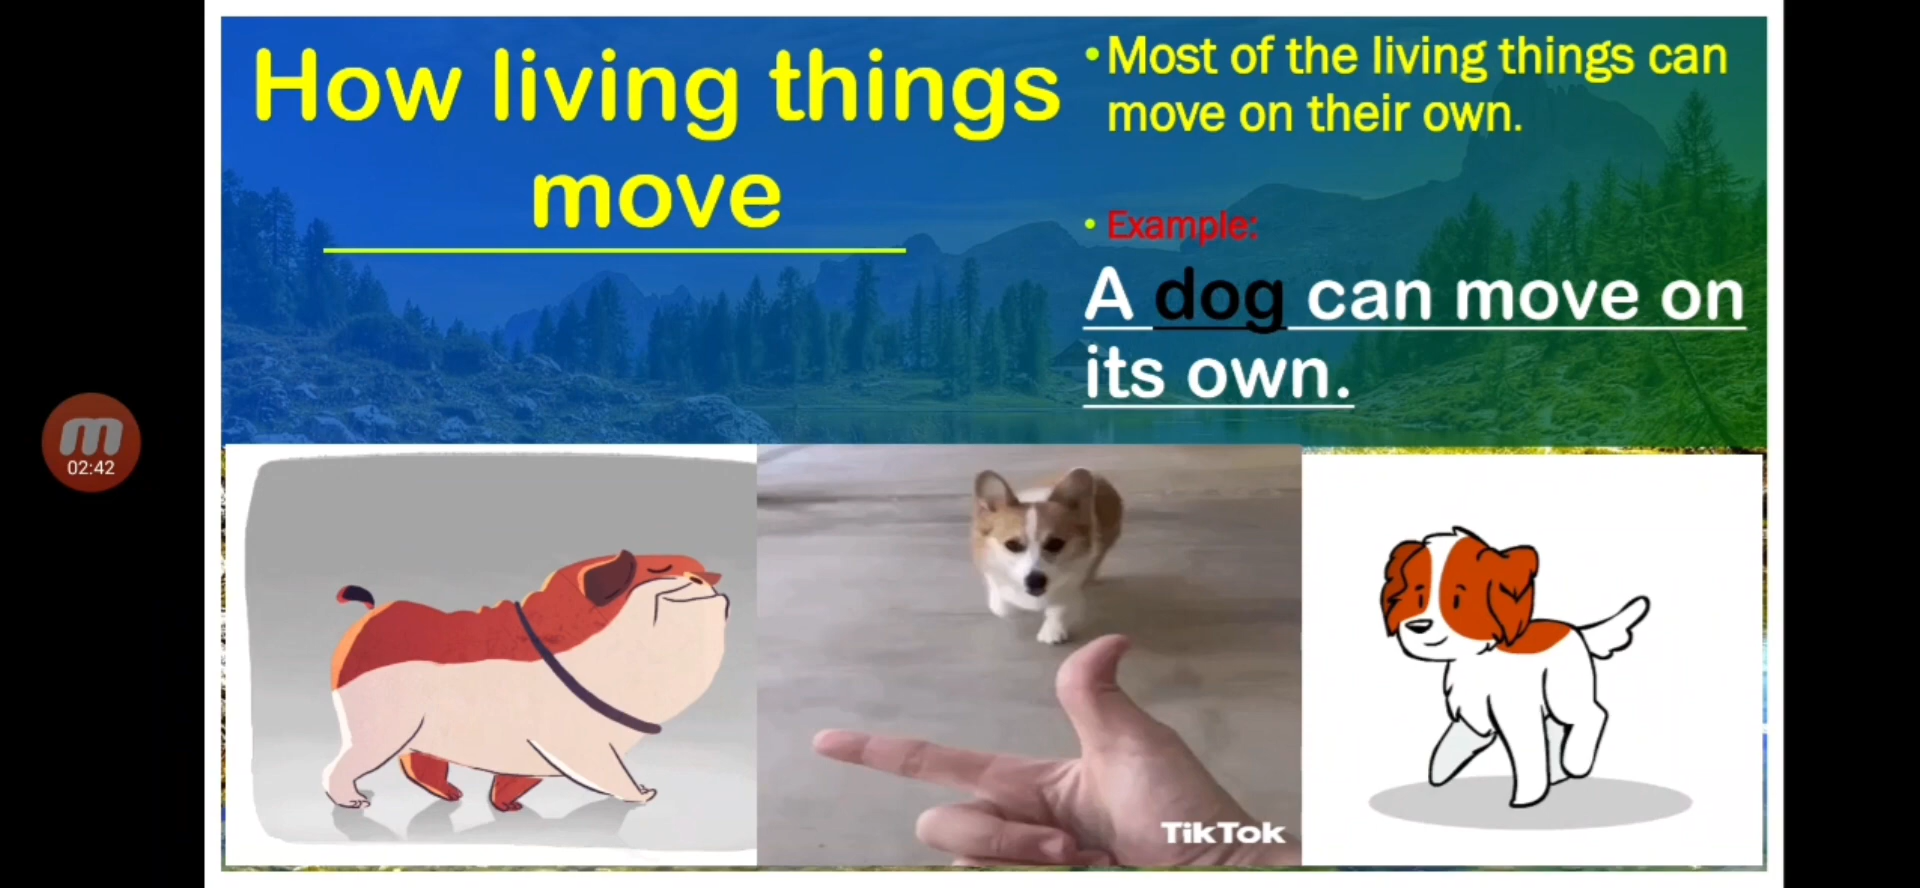 How living things
move
•Most of the living things can
move on their own.
• Example:
A dog can move on
its own.
m
02:42
TikTok